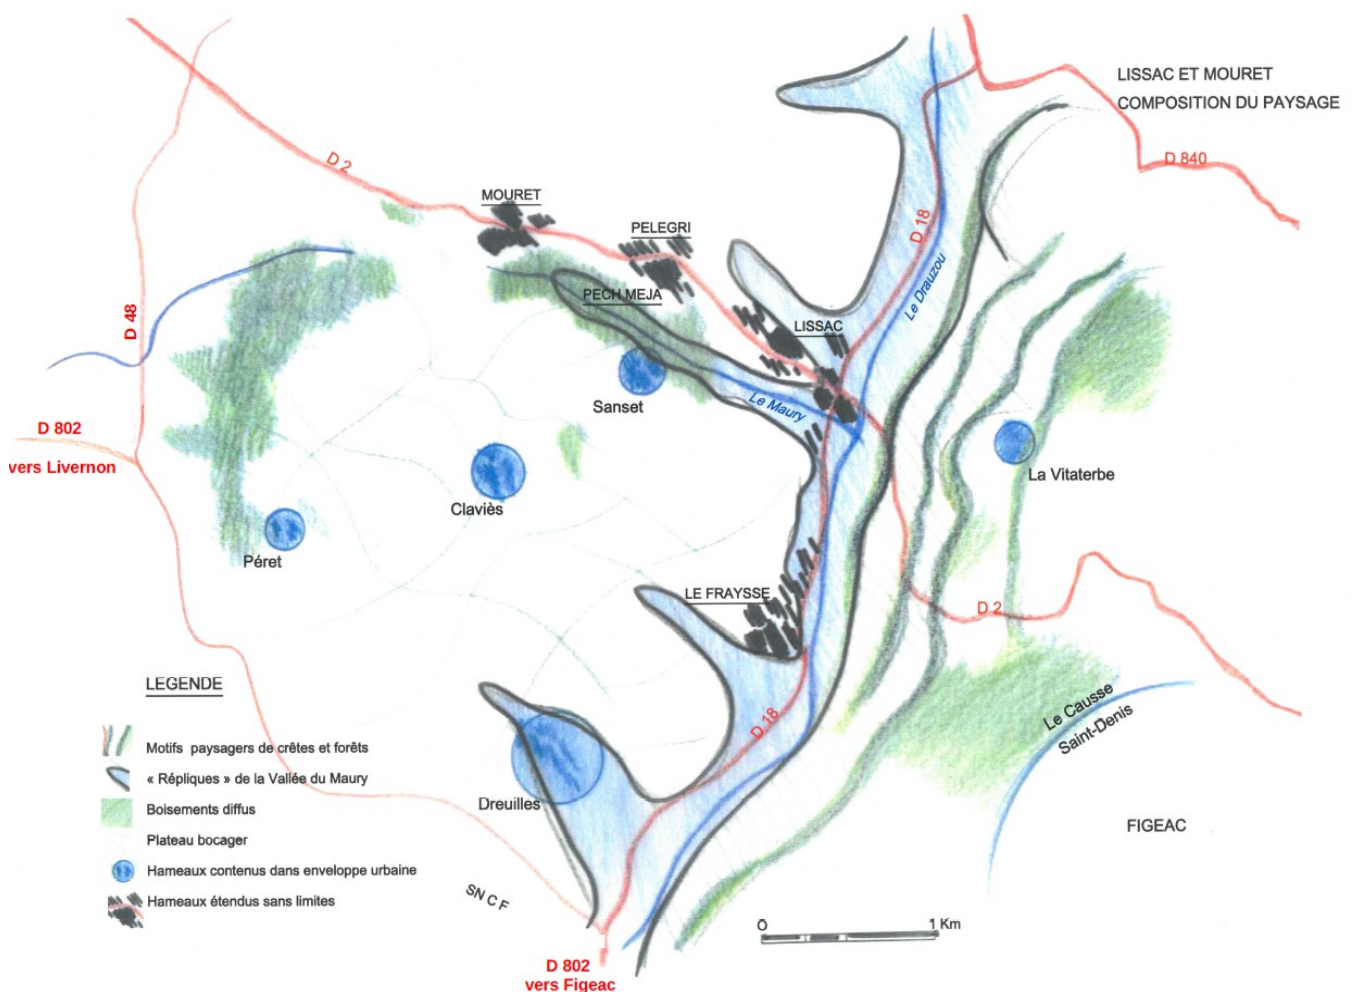 LISSAC ET MOURET
COMPOSITION DU PAYSAGE
D 840
D 2
MOURET
PELEGRI
D 18
Le Drauzou
PECH MEJA
D 48
LISSAC
Sanset
Le Maury
D 802
vers Livernon
La Vitaterbe
Claviès
Péret
LE FRAYSSE
D 2
LEGENDE
Motifs paysagers de crêtes et forêts
« Répliques » de la Vallée du Maury
Boisements diffus
Plateau bocager
Hameaux contenus dans enveloppe urbaine
Hameaux étendus sans limites
Le Causse
Saint-Denis
D 18
Dreuilles
FIGEAC
SNCF
O 1 Km
D 802
vers Figeac